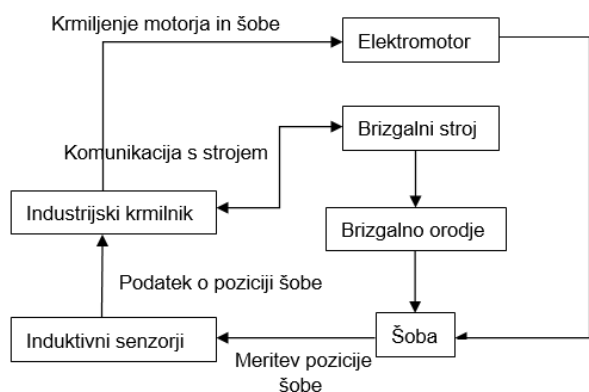 Krmiljenje motorja in šobe
Elektromotor
Brizgalni stroj
Komunikacija s strojem
Industrijski krmilnik
Brizgalno orodje
Podatek o poziciji šobe
Induktivni senzorji
Šoba
Meritev pozicije
šobe